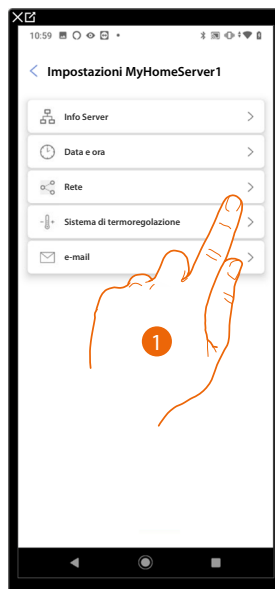 10:59
Impostazioni MyHomeServer1
Info Server
Data e ora
Rete
Sistema di termoregolazione
e-mail
1